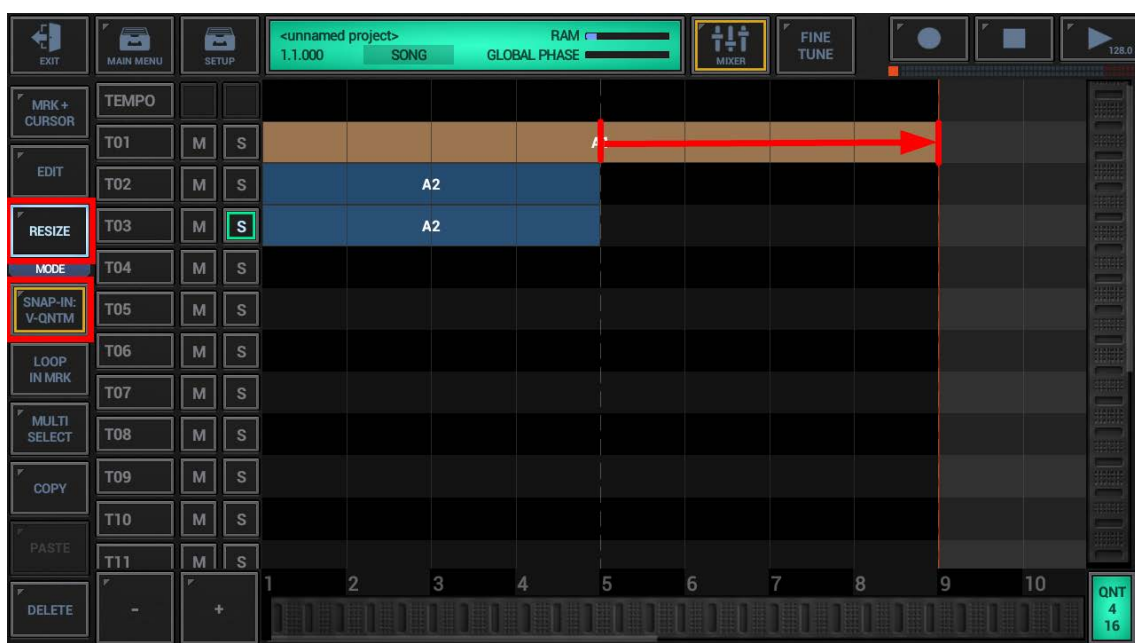 EXIT
MAIN MENU
SETUP
<unnamed project>
RAM
1.1.000
SONG
GLOBAL PHASE
MIXER
FINE
TUNE
128.0
MRK +
CURSOR
TEMPO
T01
M
S
EDIT
T02
M
S
A2
RESIZE
T03
M
S
A2
MODE
T04
M
S
SNAP-IN:
V-QNTM
T05
M
S
LOOP
IN MRK
T06
M
S
T07
M
S
MULTI
SELECT
T08
M
S
COPY
T09
M
S
T10
M
S
PASTE
T11
M
S
DELETE
-
+
1
2
3
4
5
6
7
8
9
10
QNT
4
16